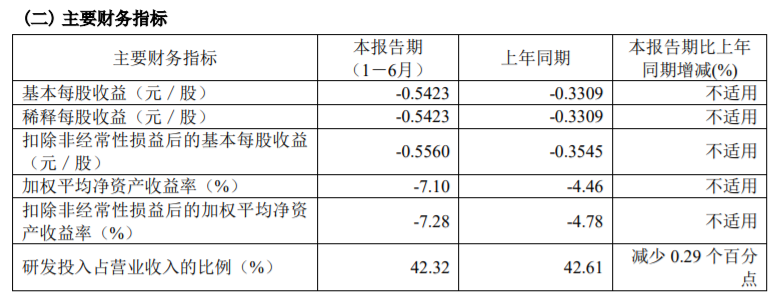 (二) 主要财务指标
主要财务指标 本报告期 上年同期 本报告期比上年
（1－6月） 同期增减(%)
基本每股收益（元／股） -0.5423 -0.3309 不适用
稀释每股收益（元／股） -0.5423 -0.3309 不适用
扣除非经常性损益后的基本每股收益
（元／股） -0.5560 -0.3545 不适用
加权平均净资产收益率（%） -7.10 -4.46 不适用
扣除非经常性损益后的加权平均净资
产收益率（%） -7.28 -4.78 不适用
研发投入占营业收入的比例（%） 42.32 42.61 减少 0.29 个百分
点